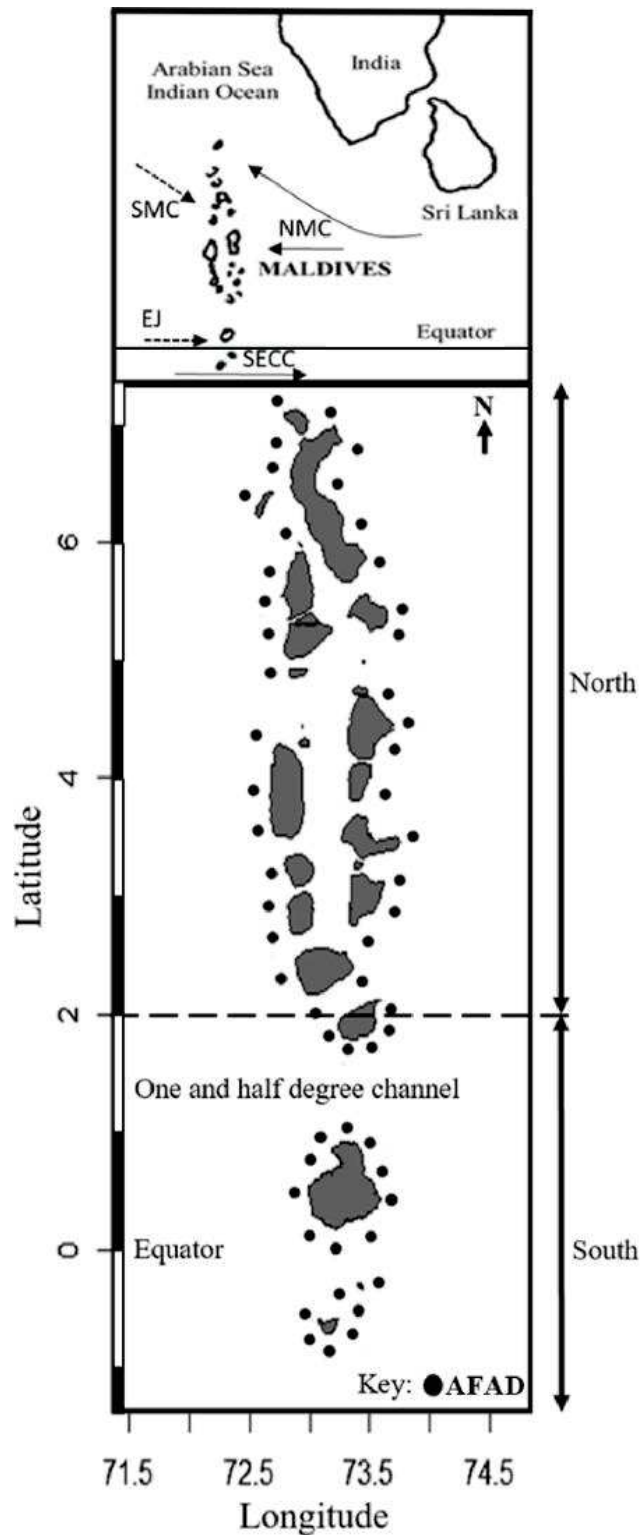 Arabian Sea
Indian Ocean
India
SMC
NMC
Sri Lanka
MALDIVES
EJ
Equator
SECC
N
6
North
4
Latitude
2
One and half degree channel
0
Equator
South
Key: AFAD
71.5 72.5 73.5 74.5
Longitude